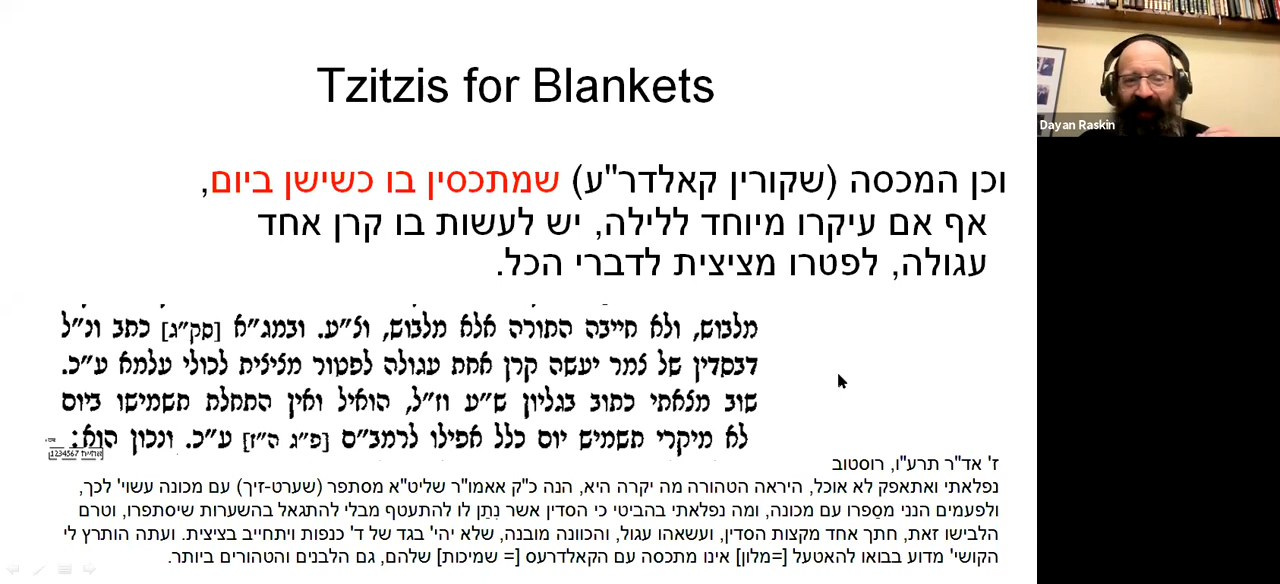 Tzitzis for Blankets
Dayan Raskin
וכן המכסה (שקורין קאלדר"ע) שמתכסין בו כשישן ביום,
אף אם עיקרו מיוחד ללילה, יש לעשות בו קרן אחד
עגולה, לפטרו מציצית לדברי הכל.
מלבוש, ולא חייבה התורה אלא מלבוש, וצ״ע. ובמג״א [סק״ג] כתב וצ״ל
דבסדין של צמר יעשה קרן אחת עגולה לפטור מציצית לכולי עלמא ע״כ.
שוב מצאתי כתוב בגליון ש״ע וז״ל, הואיל ואין התחלת תשמישו ביום
לא מיקרי תשמיש יום כלל אפילו לרמב״ם [פ״ג ה״ז] ע״כ. ונכון הוא:
1234567
ז' אד"ר תרע"ו, רוסטוב
נפלאתי ואתאפק לא אוכל, היראה הטהורה מה יקרה היא, הנה כ"ק אאמו"ר שליט"א מסתפר (שערט-זיך) עם מכונה עשוי' לכך,
ולפעמים הנני מספרו עם מכונה, ומה נפלאתי בהביטי כי הסדין אשר נִתַן לו להתעטף מבלי להתגאל בהשערות שיסתפרו, וטרם
הלבישו זאת, חתך אחד מקצות הסדין, ועשאהו עגול, והכוונה מובנה, שלא יהי' בגד של ד' כנפות ויתחייב בציצית. ועתה הותרץ לי
הקושי' מדוע בבואו להאטעל [=מלון] אינו מתכסה עם הקאלדרעס [= שמיכות] שלהם, גם הלבנים והטהורים ביותר.